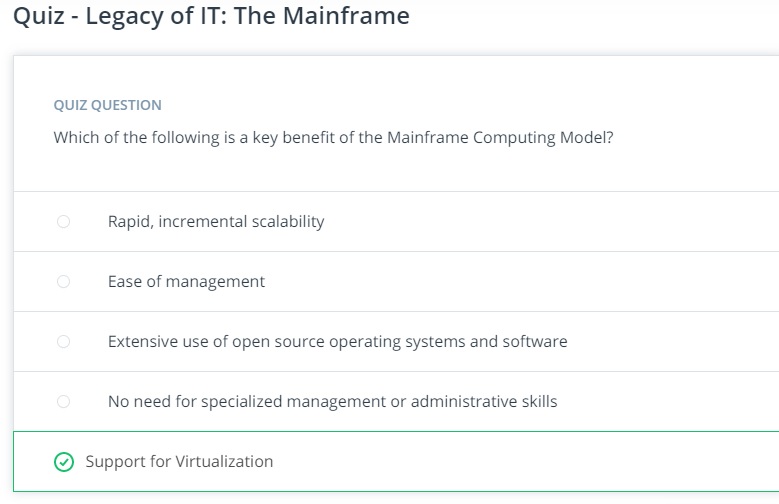 Quiz - Legacy of IT: The Mainframe
QUIZ QUESTION
Which of the following is a key benefit of the Mainframe Computing Model?
Rapid, incremental scalability
Ease of management
Extensive use of open source operating systems and software
No need for specialized management or administrative skills
Support for Virtualization